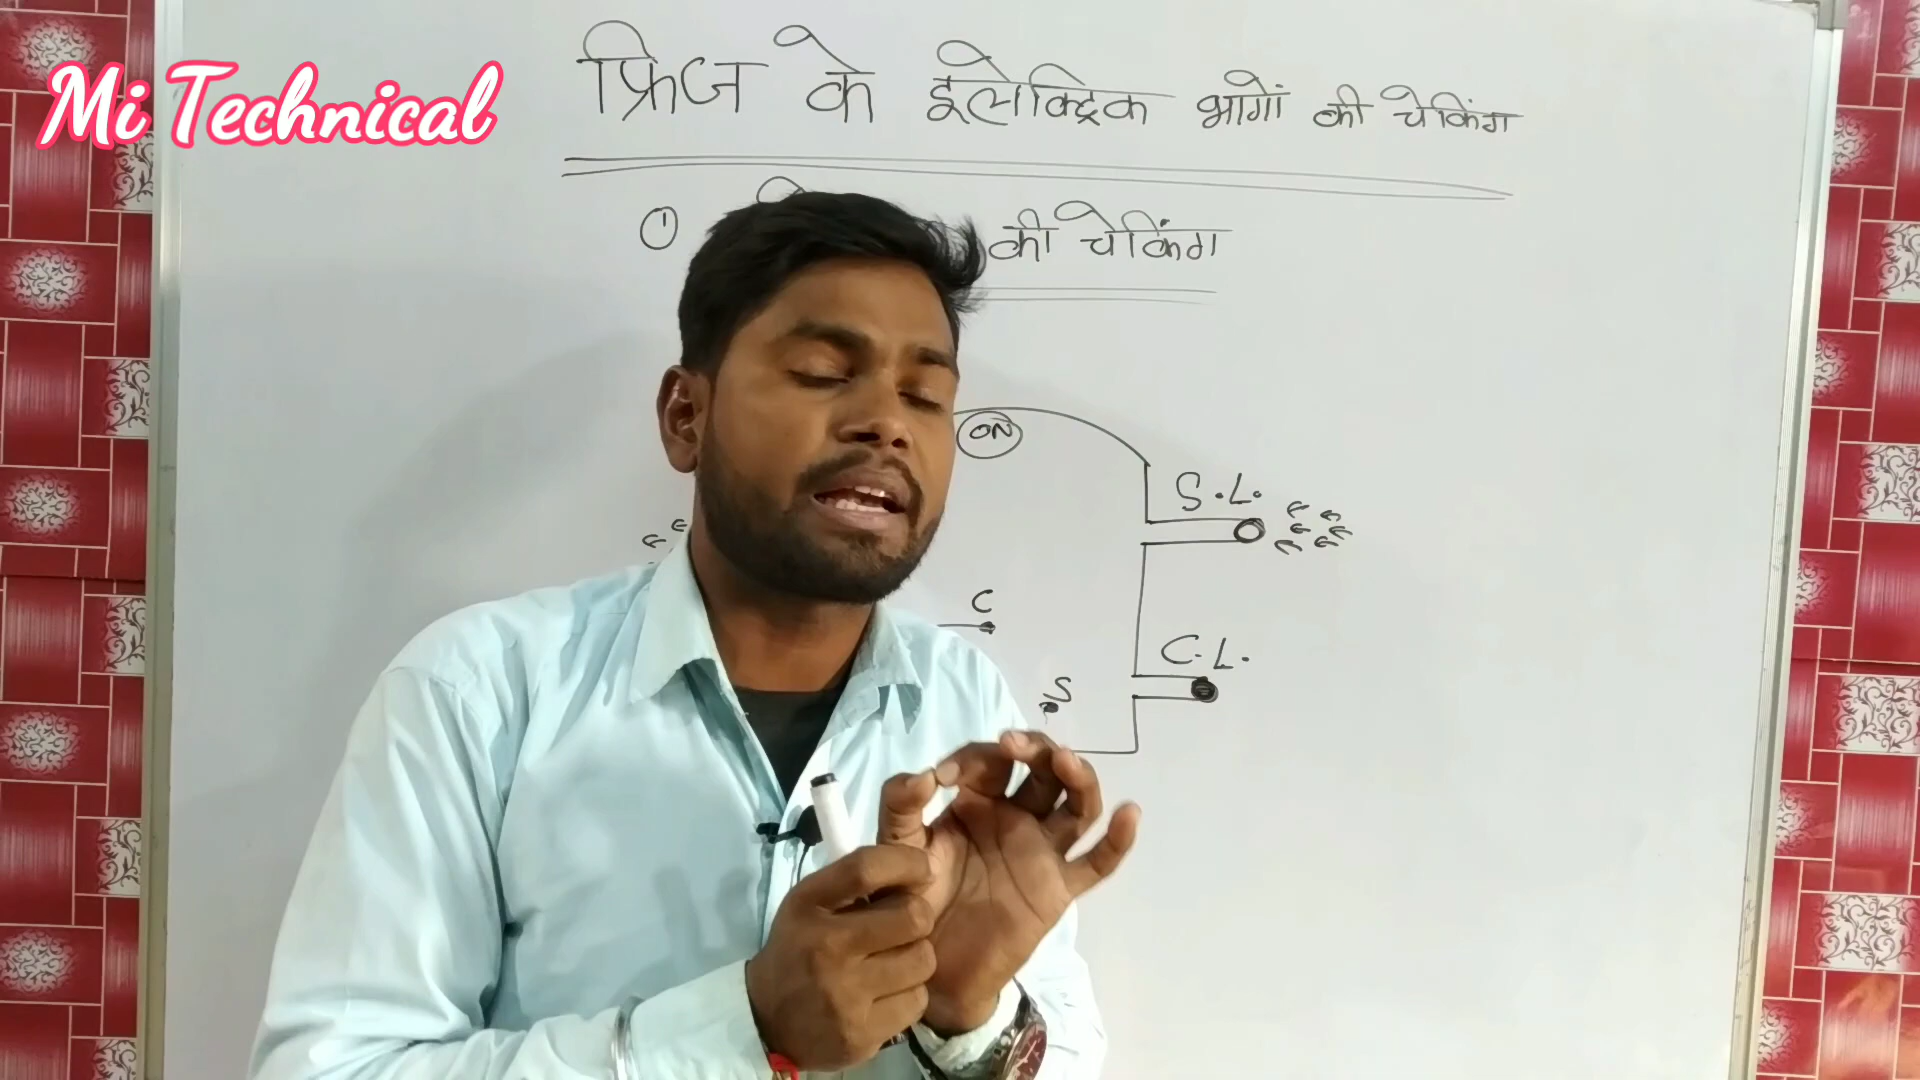 Mi Technical
फ्रिज के इलेक्ट्रिक भागों की चेकिंग
① की चेकिंग
ON
S.L.
C
C.L.
S